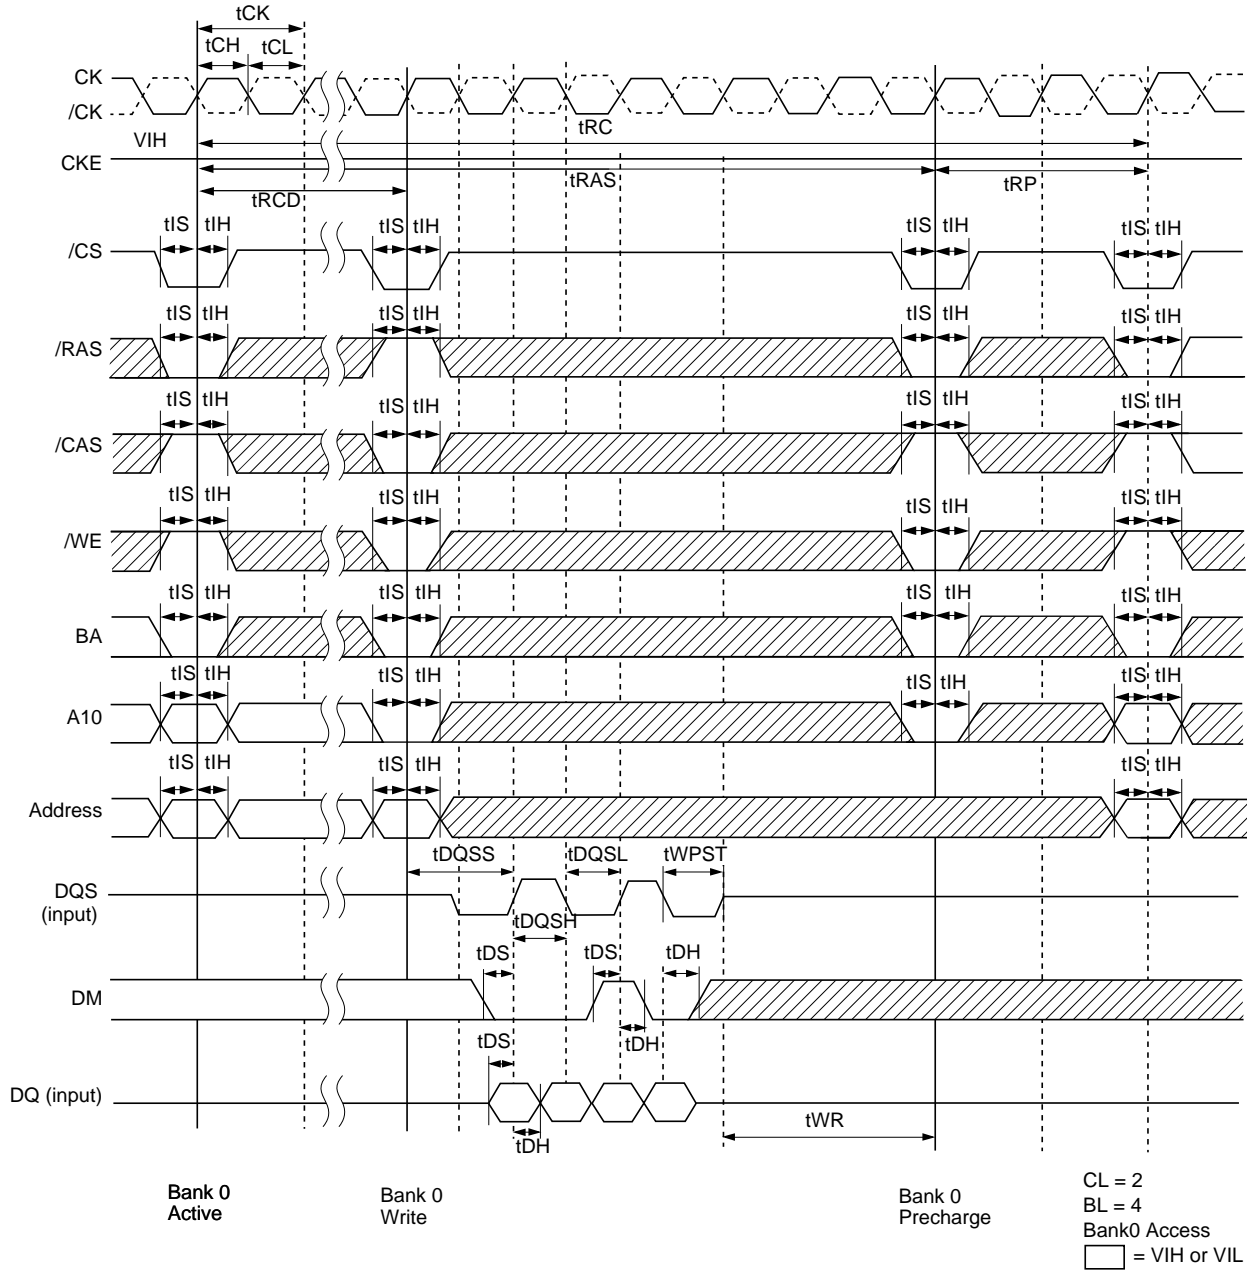 tCK
tCH tCL
CK
/CK
tRC
VIH
CKE
tRAS
tRP
tRCD
tIS tIH tIS tIH tIS tIH tIS tIH
/CS
tIS tIH tIS tIH tIS tIH tIS tIH
/RAS
tIS tIH tIS tIH tIS tIH tIS tIH
/CAS
tIS tIH tIS tIH tIS tIH tIS tIH
/WE
tIS tIH tIS tIH tIS tIH tIS tIH
BA
tIS tIH tIS tIH tIS tIH tIS tIH
A10
tIS tIH tIS tIH tIS tIH
Address
tDQSS tDQSL tWPST
DQS
(input)
tDQSH
tDS tDS tDH
DM
tDS tDH
DQ (input)
tDH
tWR
Bank 0
Active
Bank 0
Write
Bank 0
Precharge
CL = 2
BL = 4
Bank0 Access
= VIH or VIL